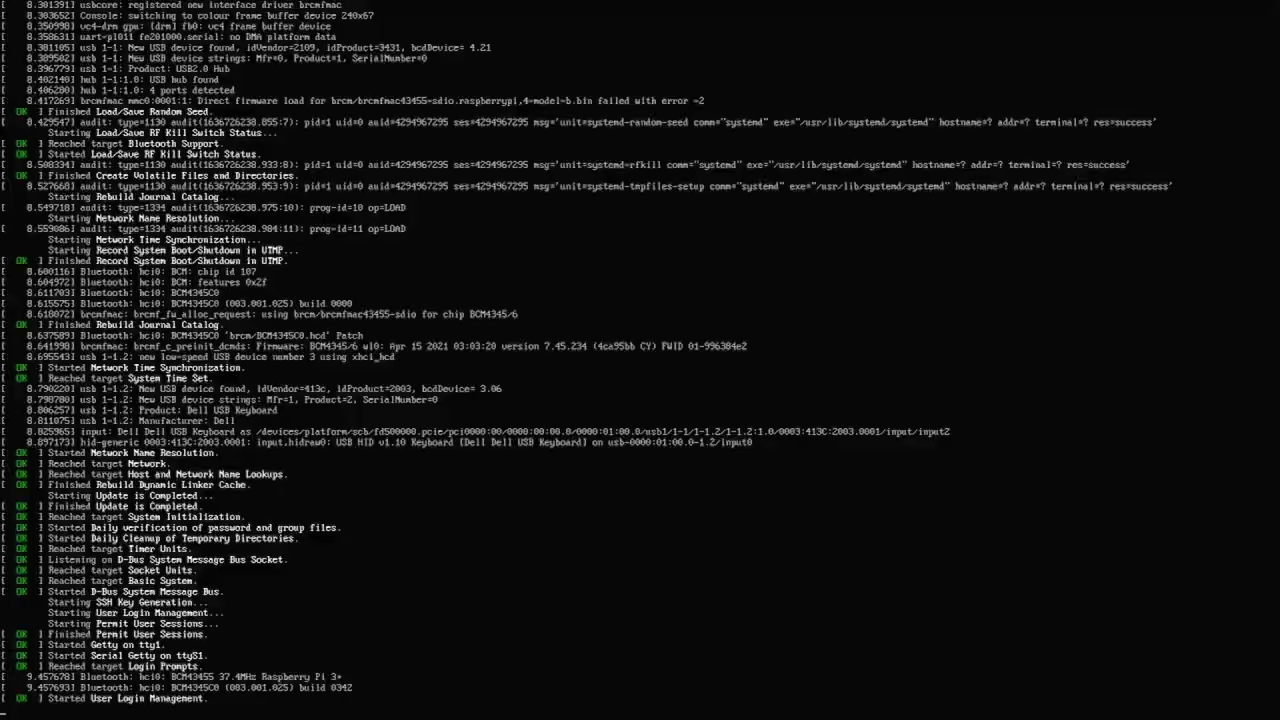 [    8.301391] usbcore: registered new interface driver brcmfmac
[    8.303652] Console: switching to colour frame buffer device 240x67
[    8.350998] vc4-drm gpu: [drm] fb0: vc4 frame buffer device
[    8.358631] uart-pl011 fe201000.serial: no DMA platform data
[    8.381105] usb 1-1: New USB device found, idVendor=2109, idProduct=3431, bcdDevice= 4.21
[    8.389502] usb 1-1: New USB device strings: Mfr=0, Product=1, SerialNumber=0
[    8.396779] usb 1-1: Product: USB2.0 Hub
[    8.402140] hub 1-1:1.0: USB hub found
[    8.406280] hub 1-1:1.0: 4 ports detected
[    8.417269] brcmfmac mmc0:0001:1: Direct firmware load for brcm/brcmfmac43455-sdio.raspberrypi,4-model-b.bin failed with error -2
[  OK  ] Finished Load/Save Random Seed.
[    8.429547] audit: type=1130 audit(1636726238.855:7): pid=1 uid=0 auid=4294967295 ses=4294967295 msg='unit=systemd-random-seed comm="systemd" exe="/usr/lib/systemd/systemd" hostname=? addr=? terminal=? res=success'
         Starting Load/Save RF Kill Switch Status...
[  OK  ] Reached target Bluetooth Support.
[  OK  ] Started Load/Save RF Kill Switch Status.
[    8.508334] audit: type=1130 audit(1636726238.933:8): pid=1 uid=0 auid=4294967295 ses=4294967295 msg='unit=systemd-rfkill comm="systemd" exe="/usr/lib/systemd/systemd" hostname=? addr=? terminal=? res=success'
[  OK  ] Finished Create Volatile Files and Directories.
[    8.527668] audit: type=1130 audit(1636726238.953:9): pid=1 uid=0 auid=4294967295 ses=4294967295 msg='unit=systemd-tmpfiles-setup comm="systemd" exe="/usr/lib/systemd/systemd" hostname=? addr=? terminal=? res=success'
         Starting Rebuild Journal Catalog...
[    8.549718] audit: type=1334 audit(1636726238.975:10): prog-id=10 op=LOAD
         Starting Network Name Resolution...
[    8.559086] audit: type=1334 audit(1636726238.984:11): prog-id=11 op=LOAD
         Starting Network Time Synchronization...
         Starting Record System Boot/Shutdown in UTMP...
[  OK  ] Finished Record System Boot/Shutdown in UTMP.
[    8.600116] Bluetooth: hci0: BCM: chip id 107
[    8.604972] Bluetooth: hci0: BCM: features 0x2f
[    8.611703] Bluetooth: hci0: BCM4345C0
[    8.615575] Bluetooth: hci0: BCM4345C0 (003.001.025) build 0000
[    8.618072] brcmfmac: brcmf_fw_alloc_request: using brcm/brcmfmac43455-sdio for chip BCM4345/6
[  OK  ] Finished Rebuild Journal Catalog.
[    8.637589] Bluetooth: hci0: BCM4345C0 'brcm/BCM4345C0.hcd' Patch
[    8.641998] brcmfmac: brcmf_c_preinit_dcmds: Firmware: BCM4345/6 wl0: Apr 15 2021 03:03:20 version 7.45.234 (4ca95bb CY) FWID 01-996384e2
[    8.695543] usb 1-1.2: new low-speed USB device number 3 using xhci_hcd
[  OK  ] Started Network Time Synchronization.
[  OK  ] Reached target System Time Set.
[    8.790220] usb 1-1.2: New USB device found, idVendor=413c, idProduct=2003, bcdDevice= 3.06
[    8.798780] usb 1-1.2: New USB device strings: Mfr=1, Product=2, SerialNumber=0
[    8.806257] usb 1-1.2: Product: Dell USB Keyboard
[    8.811075] usb 1-1.2: Manufacturer: Dell
[    8.825965] input: Dell Dell USB Keyboard as /devices/platform/scb/fd500000.pcie/pci0000:00/0000:00:00.0/0000:01:00.0/usb1/1-1/1-1.2/1-1.2:1.0/0003:413C:2003.0001/input/input2
[    8.897173] hid-generic 0003:413C:2003.0001: input,hidraw0: USB HID v1.10 Keyboard [Dell Dell USB Keyboard] on usb-0000:01:00.0-1.2/input0
[  OK  ] Started Network Name Resolution.
[  OK  ] Reached target Network.
[  OK  ] Reached target Host and Network Name Lookups.
[  OK  ] Finished Rebuild Dynamic Linker Cache.
         Starting Update is Completed...
[  OK  ] Finished Update is Completed.
[  OK  ] Reached target System Initialization.
[  OK  ] Started Daily verification of password and group files.
[  OK  ] Started Daily Cleanup of Temporary Directories.
[  OK  ] Reached target Timer Units.
[  OK  ] Listening on D-Bus System Message Bus Socket.
[  OK  ] Reached target Socket Units.
[  OK  ] Reached target Basic System.
[  OK  ] Started D-Bus System Message Bus.
         Starting SSH Key Generation...
         Starting User Login Management...
         Starting Permit User Sessions...
[  OK  ] Finished Permit User Sessions.
[  OK  ] Started Getty on tty1.
[  OK  ] Started Serial Getty on ttyS1.
[  OK  ] Reached target Login Prompts.
[    9.457678] Bluetooth: hci0: BCM43455 37.4MHz Raspberry Pi 3+
[    9.457693] Bluetooth: hci0: BCM4345C0 (003.001.025) build 0342
[  OK  ] Started User Login Management.